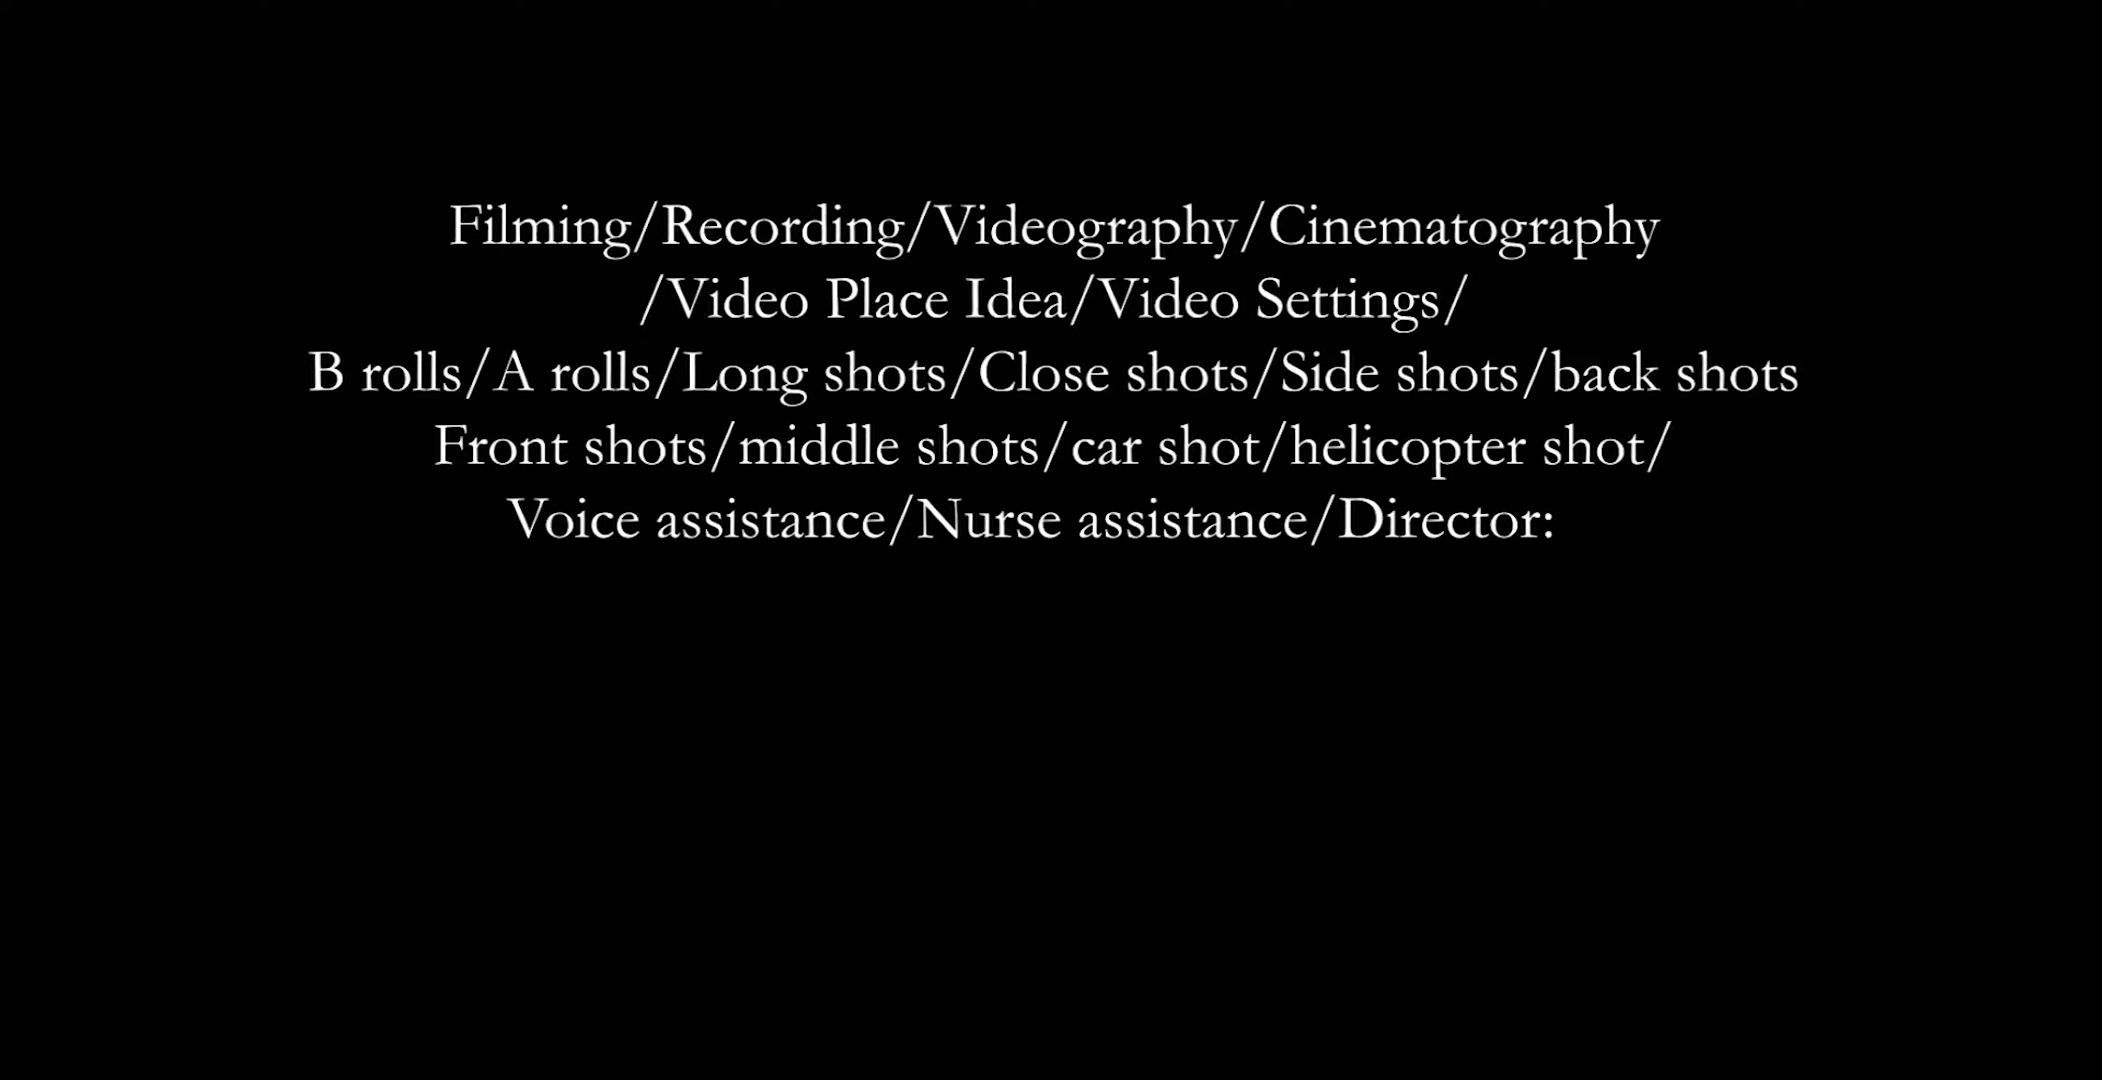 Filming/Recording/Videography/Cinematography
/Video Place Idea/Video Settings/
B rolls/A rolls/Long shots/Close shots/Side shots/back shots
Front shots/middle shots/car shot/helicopter shot/
Voice assistance/Nurse assistance/Director: